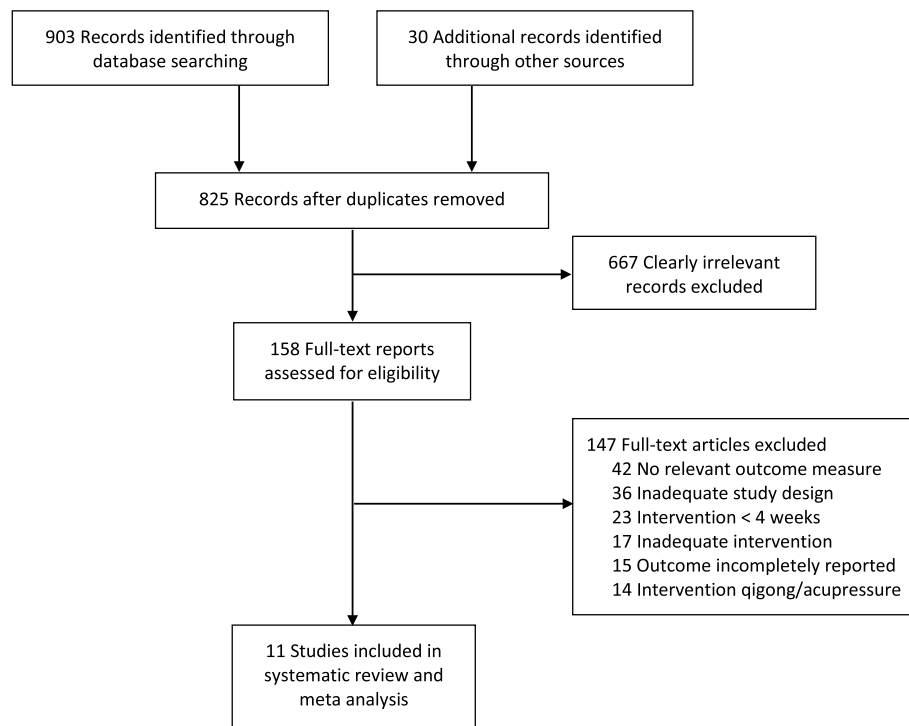 903 Records identified through
database searching
30 Additional records identified
through other sources
825 Records after duplicates removed
667 Clearly irrelevant
records excluded
158 Full-text reports
assessed for eligibility
147 Full-text articles excluded
42 No relevant outcome measure
36 Inadequate study design
23 Intervention < 4 weeks
17 Inadequate intervention
15 Outcome incompletely reported
14 Intervention qigong/acupressure
11 Studies included in
systematic review and
meta analysis